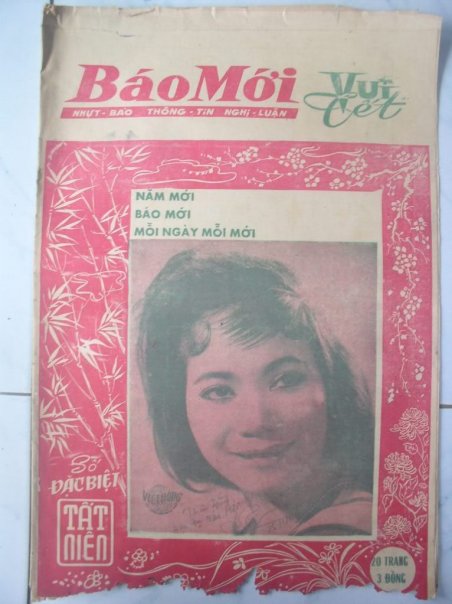 Báo Mới
Vui Tết
NHỰT - BÁO THÔNG - TIN NGHỊ - LUẬN
NĂM MỚI
BÁO MỚI
MỖI NGÀY MỖI MỚI
Số
ĐẶC BIỆT
TẤT
NIÊN
20 TRANG
3 ĐỒNG